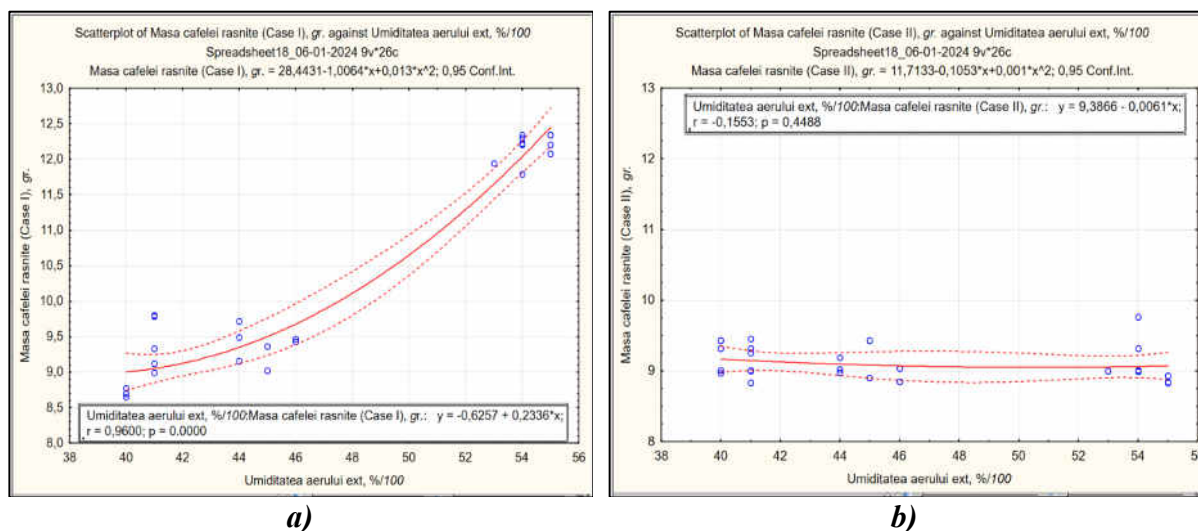 Scatterplot of Masa cafelei rasnite (Case I), gr. against Umiditatea aerului ext, %/100
Spreadsheet18_06-01-2024 9v*26c
Masa cafelei rasnite (Case I), gr. = 28,4431-1,0064*x+0,013*x^2; 0,95 Conf.Int.
13,0
12,5
12,0
11,5
11,0
10,5
10,0
9,5
9,0
8,5
8,0
Masa cafelei rasnite (Case I), gr.
Umiditatea aerului ext, %/100:Masa cafelei rasnite (Case I), gr.: y = -0,6257 + 0,2336*x;
r = 0,9600; p = 0.0000
38 40 42 44 46 48 50 52 54 56
Umiditatea aerului ext, %/100
a)
Scatterplot of Masa cafelei rasnite (Case II), gr. against Umiditatea aerului ext, %/100
Spreadsheet18_06-01-2024 9v*26c
Masa cafelei rasnite (Case II), gr. = 11,7133-0,1053*x+0,001*x^2; 0,95 Conf.Int.
Umiditatea aerului ext, %/100:Masa cafelei rasnite (Case II), gr.: y = 9,3866 - 0,0061*x;
r = -0,1553; p = 0,4488
13
12
11
10
9
8
Masa cafelei rasnite (Case II), gr.
38 40 42 44 46 48 50 52 54 56
Umiditatea aerului ext, %/100
b)